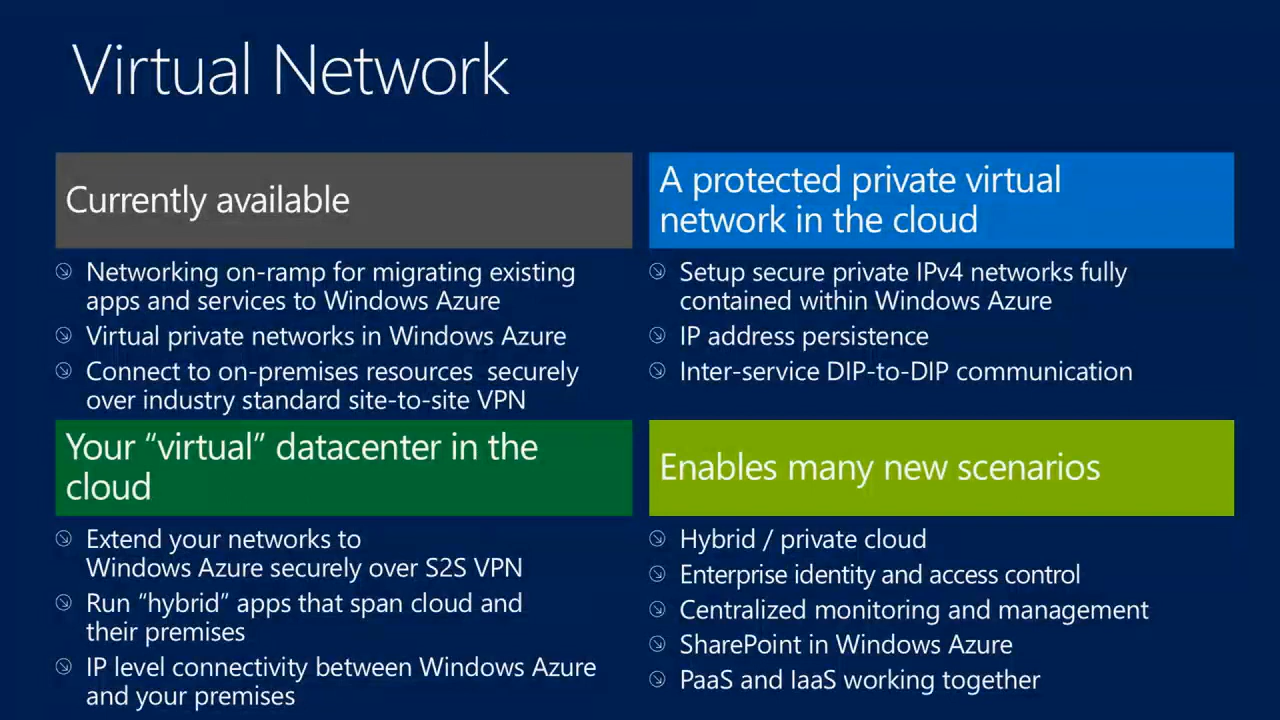 Virtual Network
Currently available
Networking on-ramp for migrating existing
apps and services to Windows Azure
Virtual private networks in Windows Azure
Connect to on-premises resources  securely
over industry standard site-to-site VPN
A protected private virtual
network in the cloud
Setup secure private IPv4 networks fully
contained within Windows Azure
IP address persistence
Inter-service DIP-to-DIP communication
Your “virtual” datacenter in the
cloud
Extend your networks to
Windows Azure securely over S2S VPN
Run “hybrid” apps that span cloud and
their premises
IP level connectivity between Windows Azure
and your premises
Enables many new scenarios
Hybrid / private cloud
Enterprise identity and access control
Centralized monitoring and management
SharePoint in Windows Azure
PaaS and IaaS working together